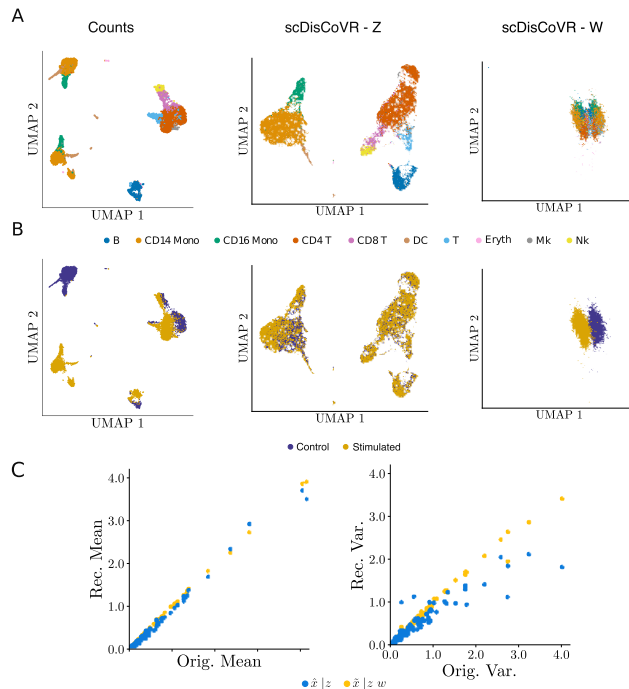 A
Counts
scDisCoVR - Z
scDisCoVR - W
UMAP 2
UMAP 2
UMAP 2
UMAP 1
UMAP 1
UMAP 1
B
B CD14 Mono CD16 Mono CD4 T CD8 T DC T Eryth Mk Nk
UMAP 2
UMAP 2
UMAP 2
UMAP 1
UMAP 1
UMAP 1
Control Stimulated
C
4.0
3.0
2.0
1.0
0.0
Rec. Mean
Orig. Mean
4.0
3.0
2.0
1.0
0.0
Rec. Var.
0.0 1.0 2.0 3.0 4.0
Orig. Var.
x̂ |z x̃ |z w